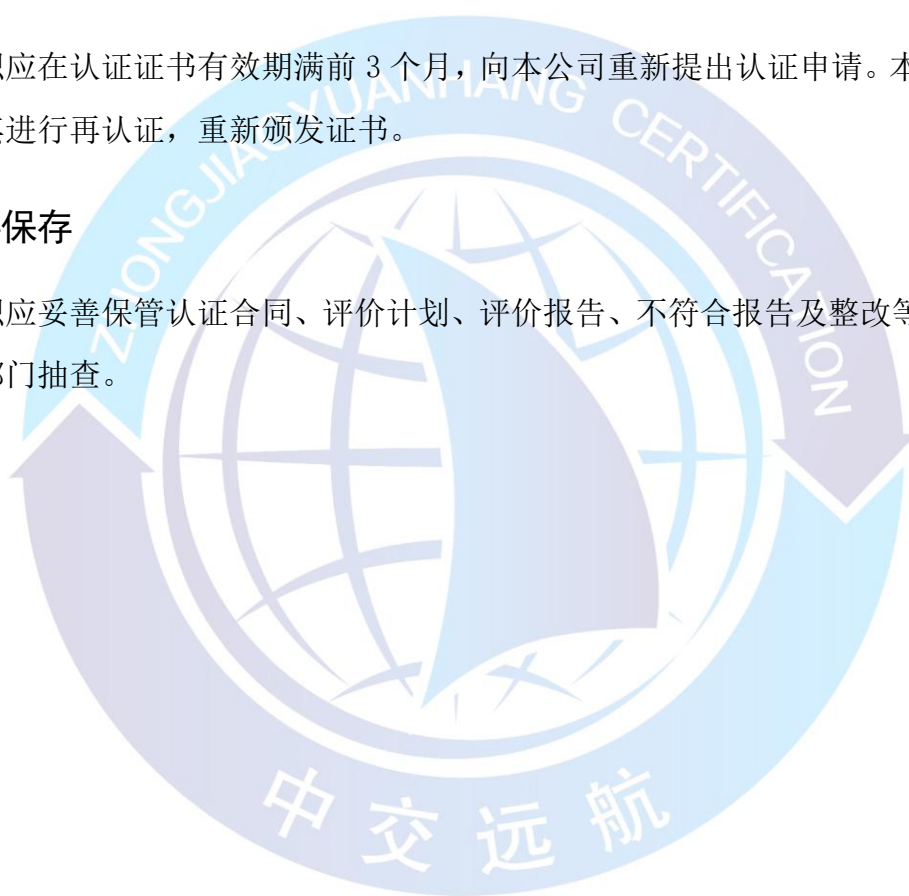 织应在认证证书有效期满前 3 个月，向本公司重新提出认证申请。本
进行再认证，重新颁发证书。
保存
织应妥善保管认证合同、评价计划、评价报告、不符合报告及整改等
部门抽查。
ZHONGJIAOYUANHANG CERTIFICATION
中交远航